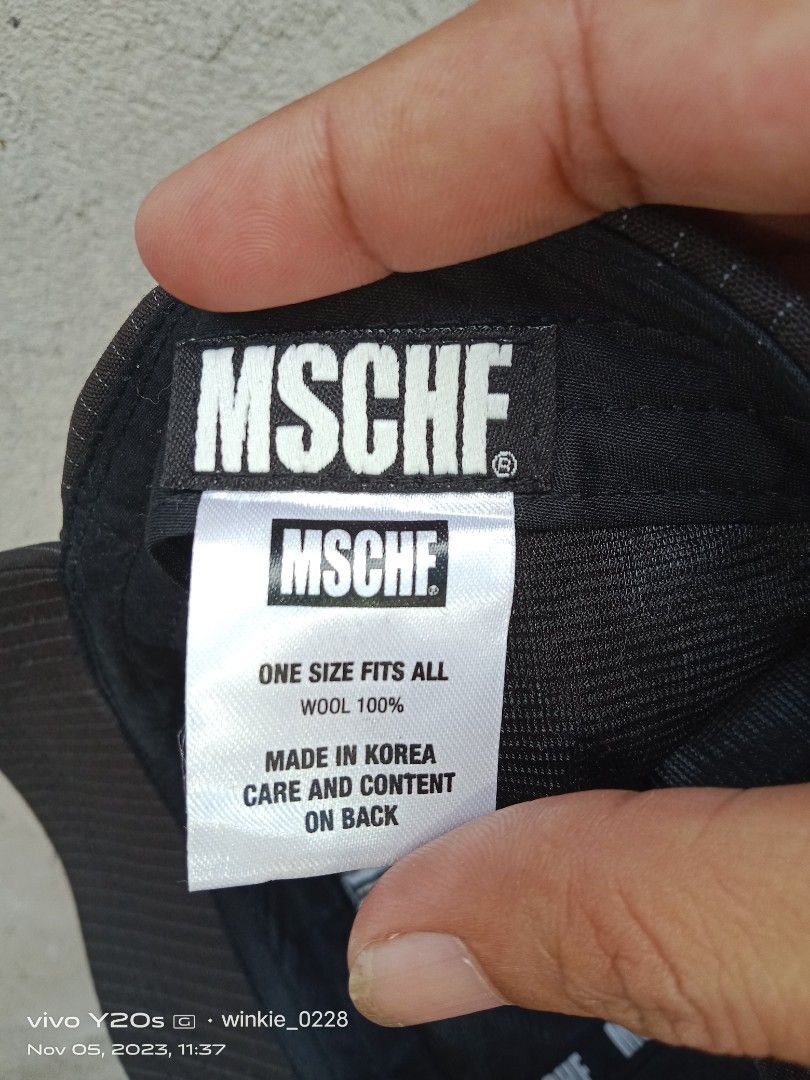 MSCHF®
MSCHF®
ONE SIZE FITS ALL
WOOL 100%
MADE IN KOREA
CARE AND CONTENT
ON BACK
vivo Y20s G · winkie_0228
Nov 05, 2023, 11:37